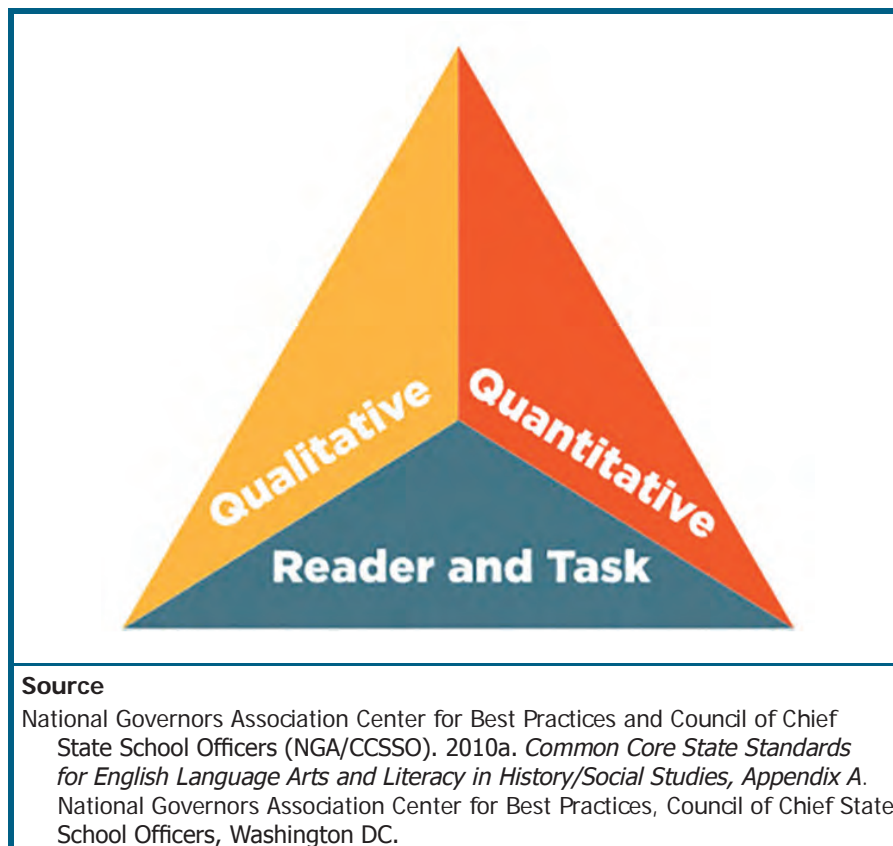 Qualitative
Quantitative
Reader and Task
Source
National Governors Association Center for Best Practices and Council of Chief
State School Officers (NGA/CCSSO). 2010a. Common Core State Standards
for English Language Arts and Literacy in History/Social Studies, Appendix A.
National Governors Association Center for Best Practices, Council of Chief State
School Officers, Washington DC.